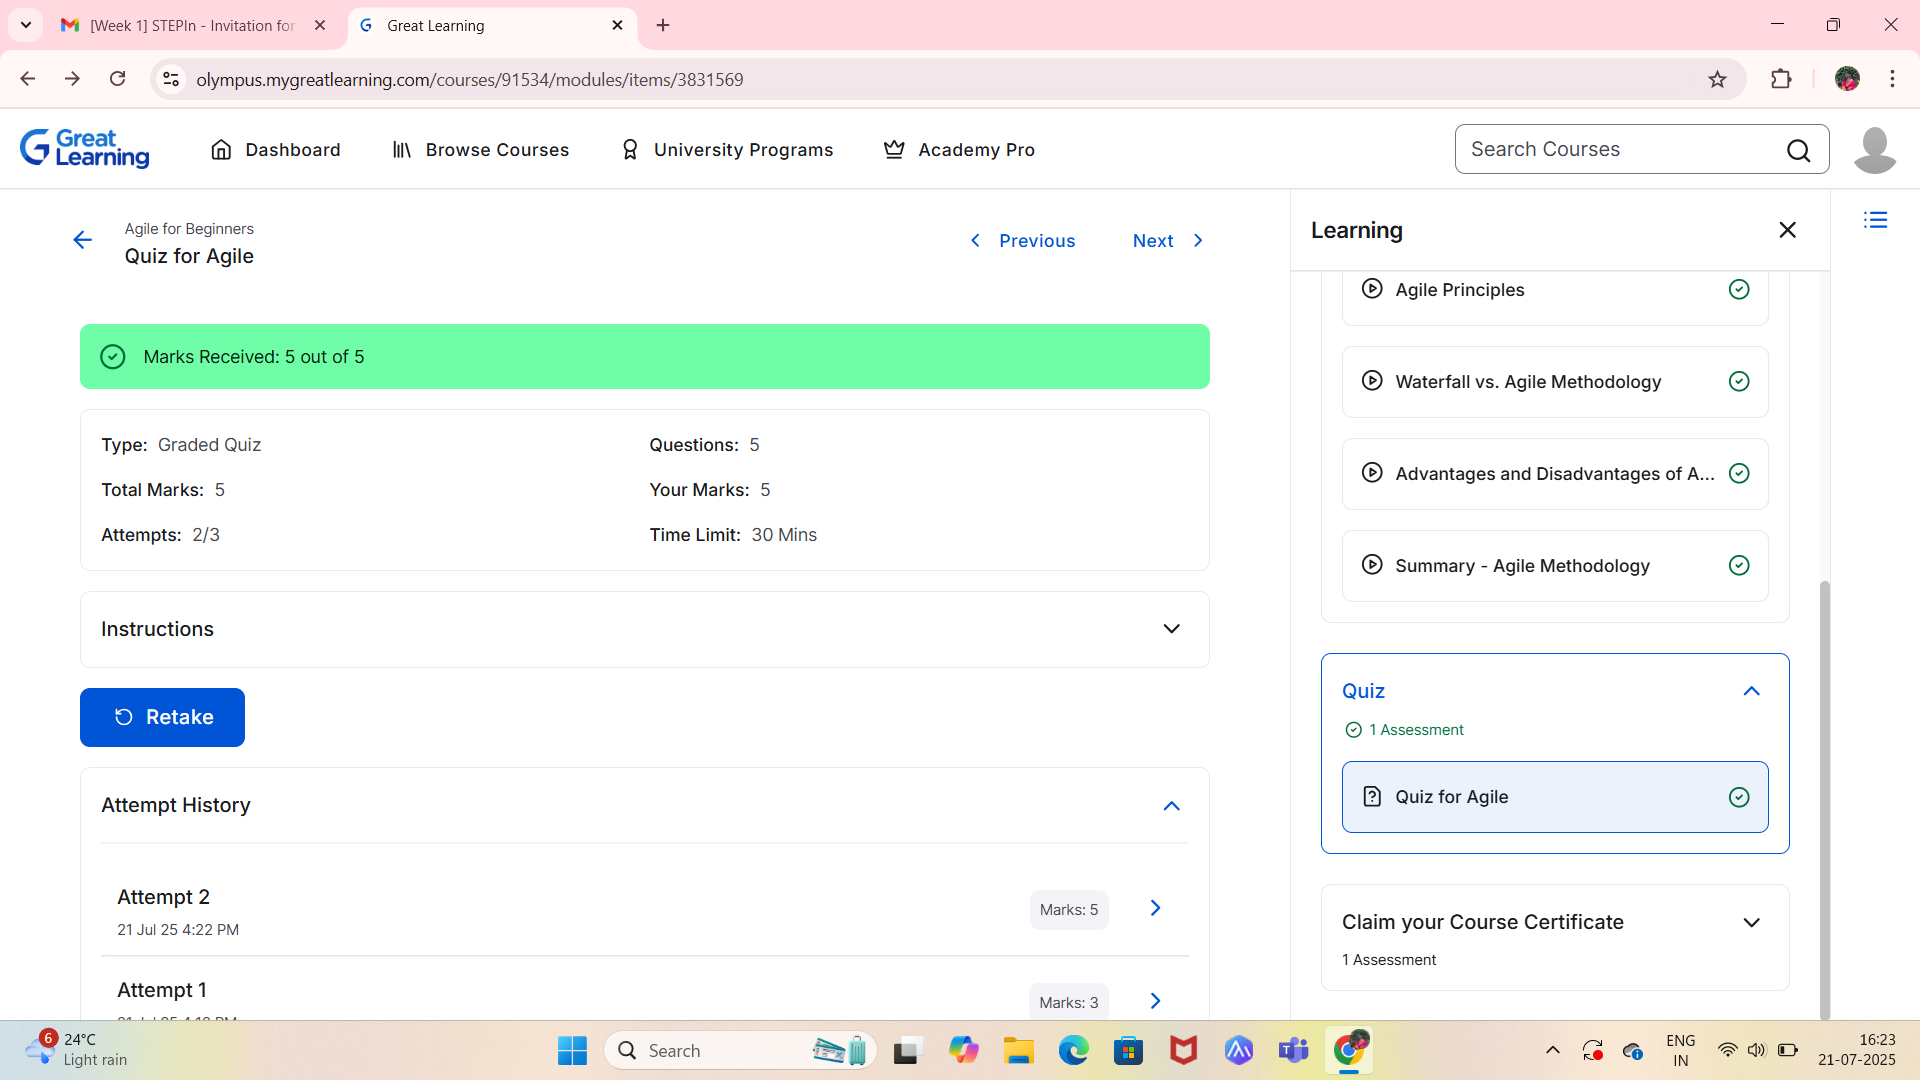 [Week 1] STEPIn - Invitation for
Great Learning
olympus.mygreatlearning.com/courses/91534/modules/items/3831569
Great Learning
Dashboard
Browse Courses
University Programs
Academy Pro
Search Courses
Agile for Beginners
Quiz for Agile
Previous
Next
Marks Received: 5 out of 5
Type: Graded Quiz
Questions: 5
Total Marks: 5
Your Marks: 5
Attempts: 2/3
Time Limit: 30 Mins
Instructions
Retake
Attempt History
Attempt 2
21 Jul 25 4:22 PM
Marks: 5
Attempt 1
Marks: 3
Learning
Agile Principles
Waterfall vs. Agile Methodology
Advantages and Disadvantages of A...
Summary - Agile Methodology
Quiz
1 Assessment
Quiz for Agile
Claim your Course Certificate
1 Assessment
6
24°C
Light rain
Search
ENG
IN
16:23
21-07-2025